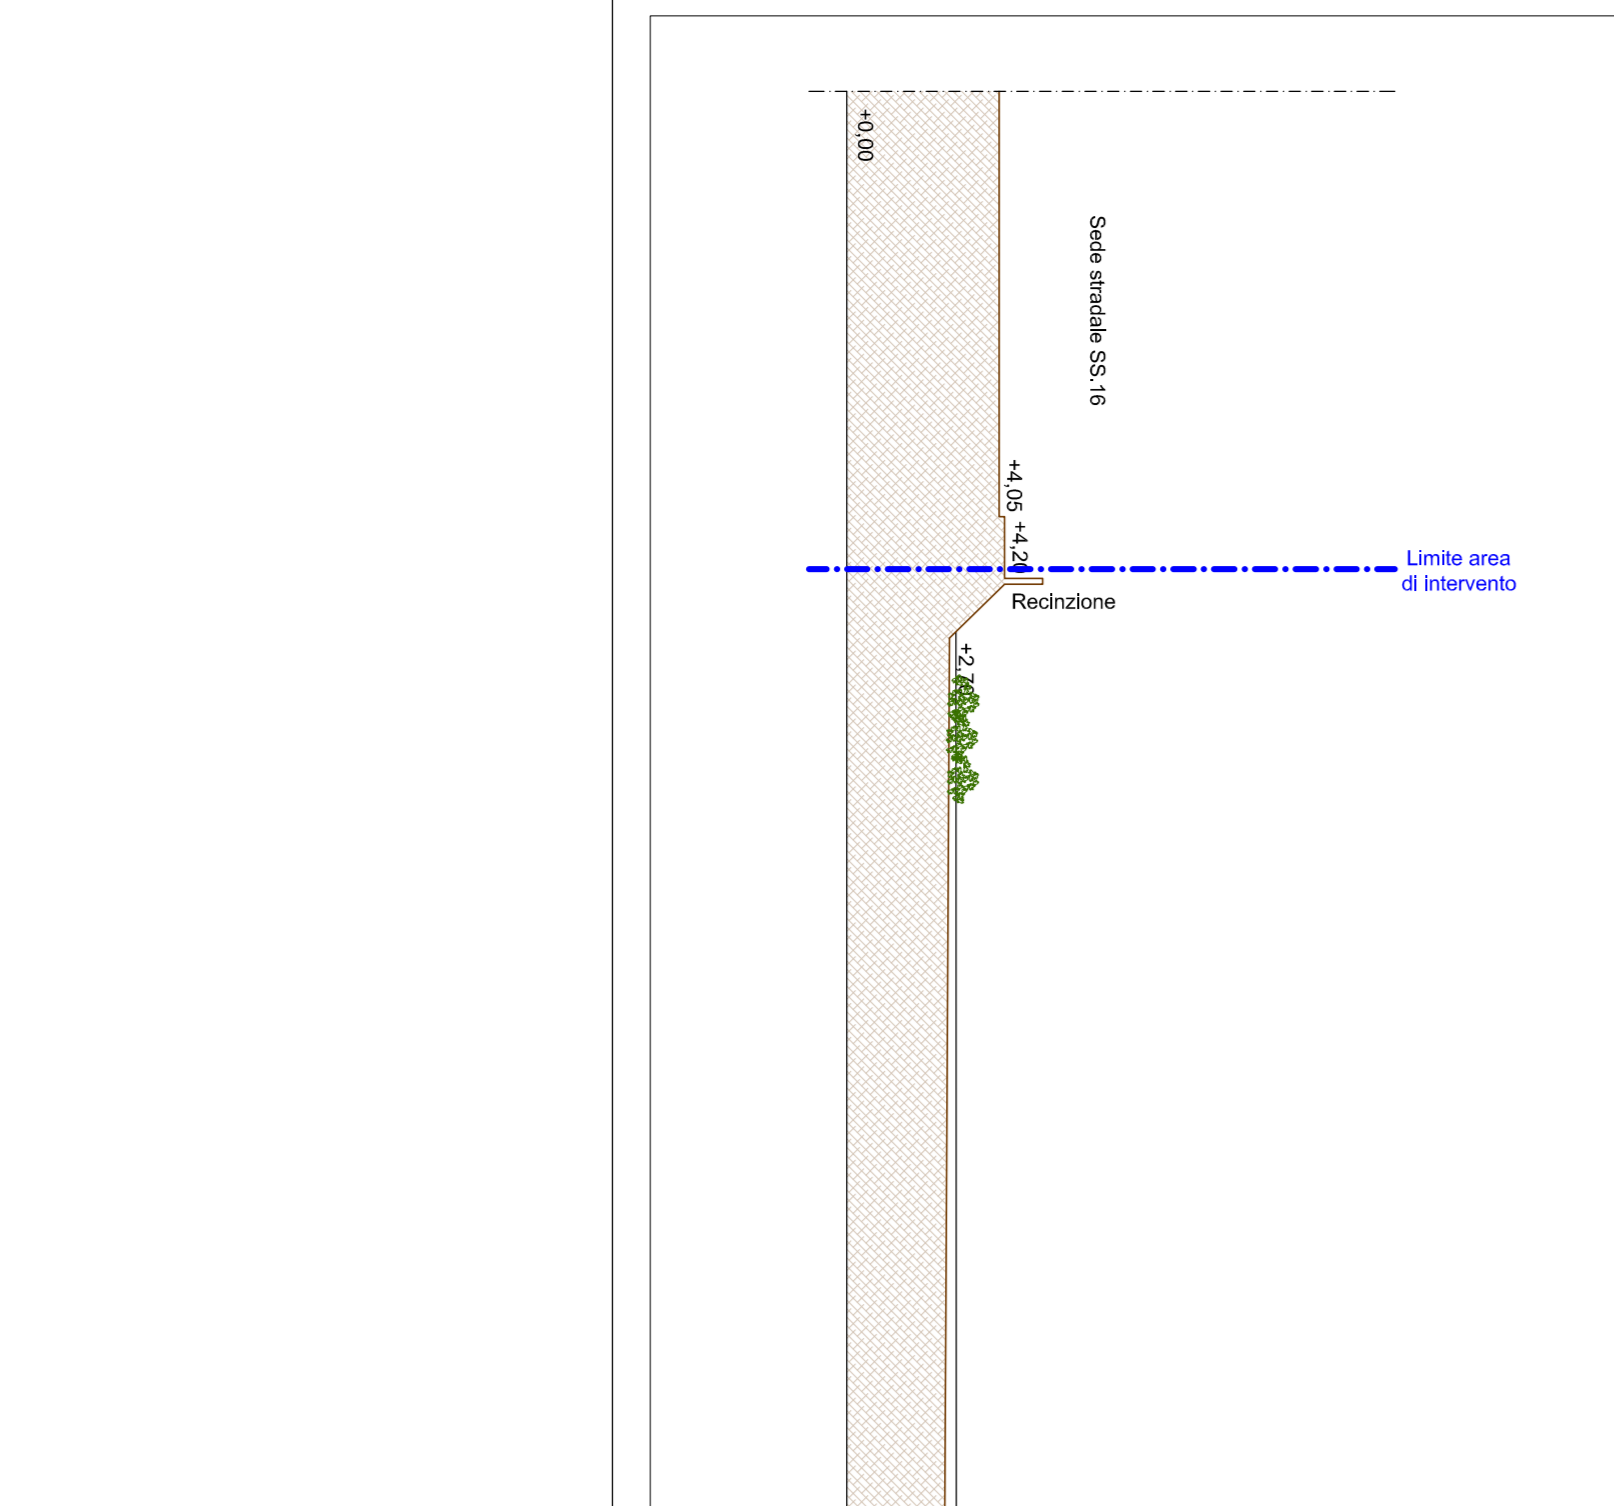 +0,00
Sede stradale SS.16
+4,05
+4,20
Limite area
di intervento
Recinzione